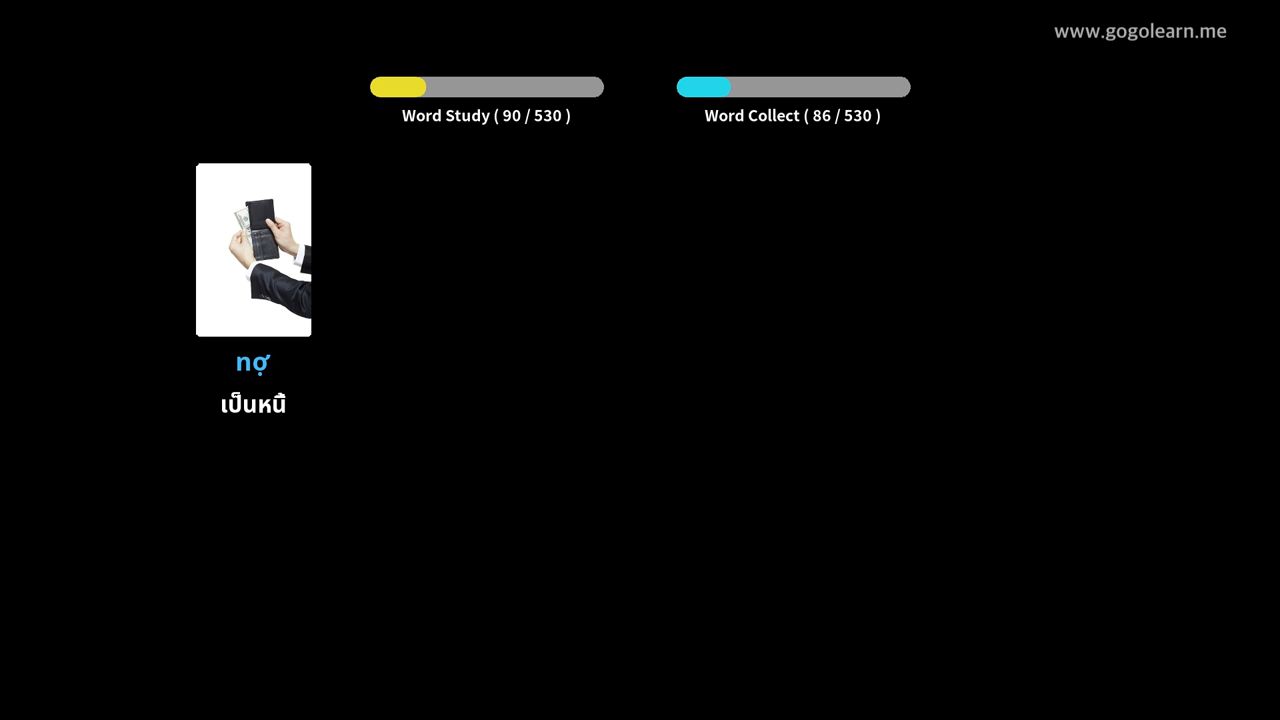 www.gogolearn.me
Word Study ( 90 / 530 )
Word Collect ( 86 / 530 )
nợ
เป็นหนี้